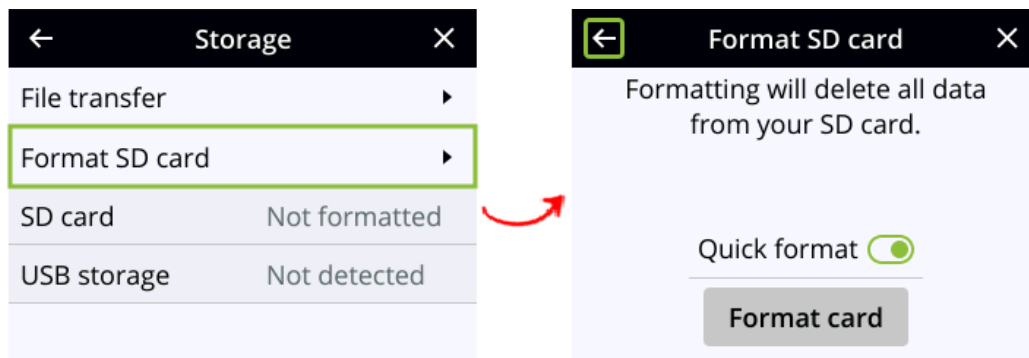 Storage
File transfer
Format SD card
SD card Not formatted
USB storage Not detected
Format SD card
Formatting will delete all data
from your SD card.
Quick format
Format card